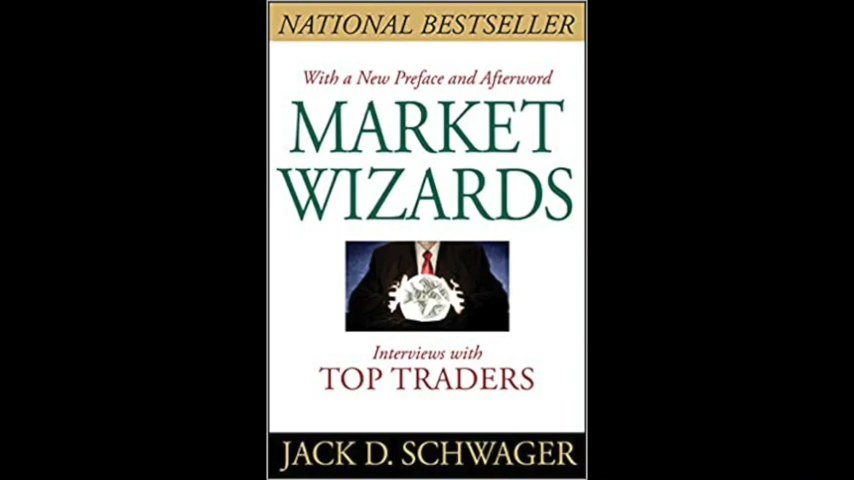 NATIONAL BESTSELLER
With a New Preface and Afterword
MARKET
WIZARDS
Interviews with
TOP TRADERS
JACK D. SCHWAGER